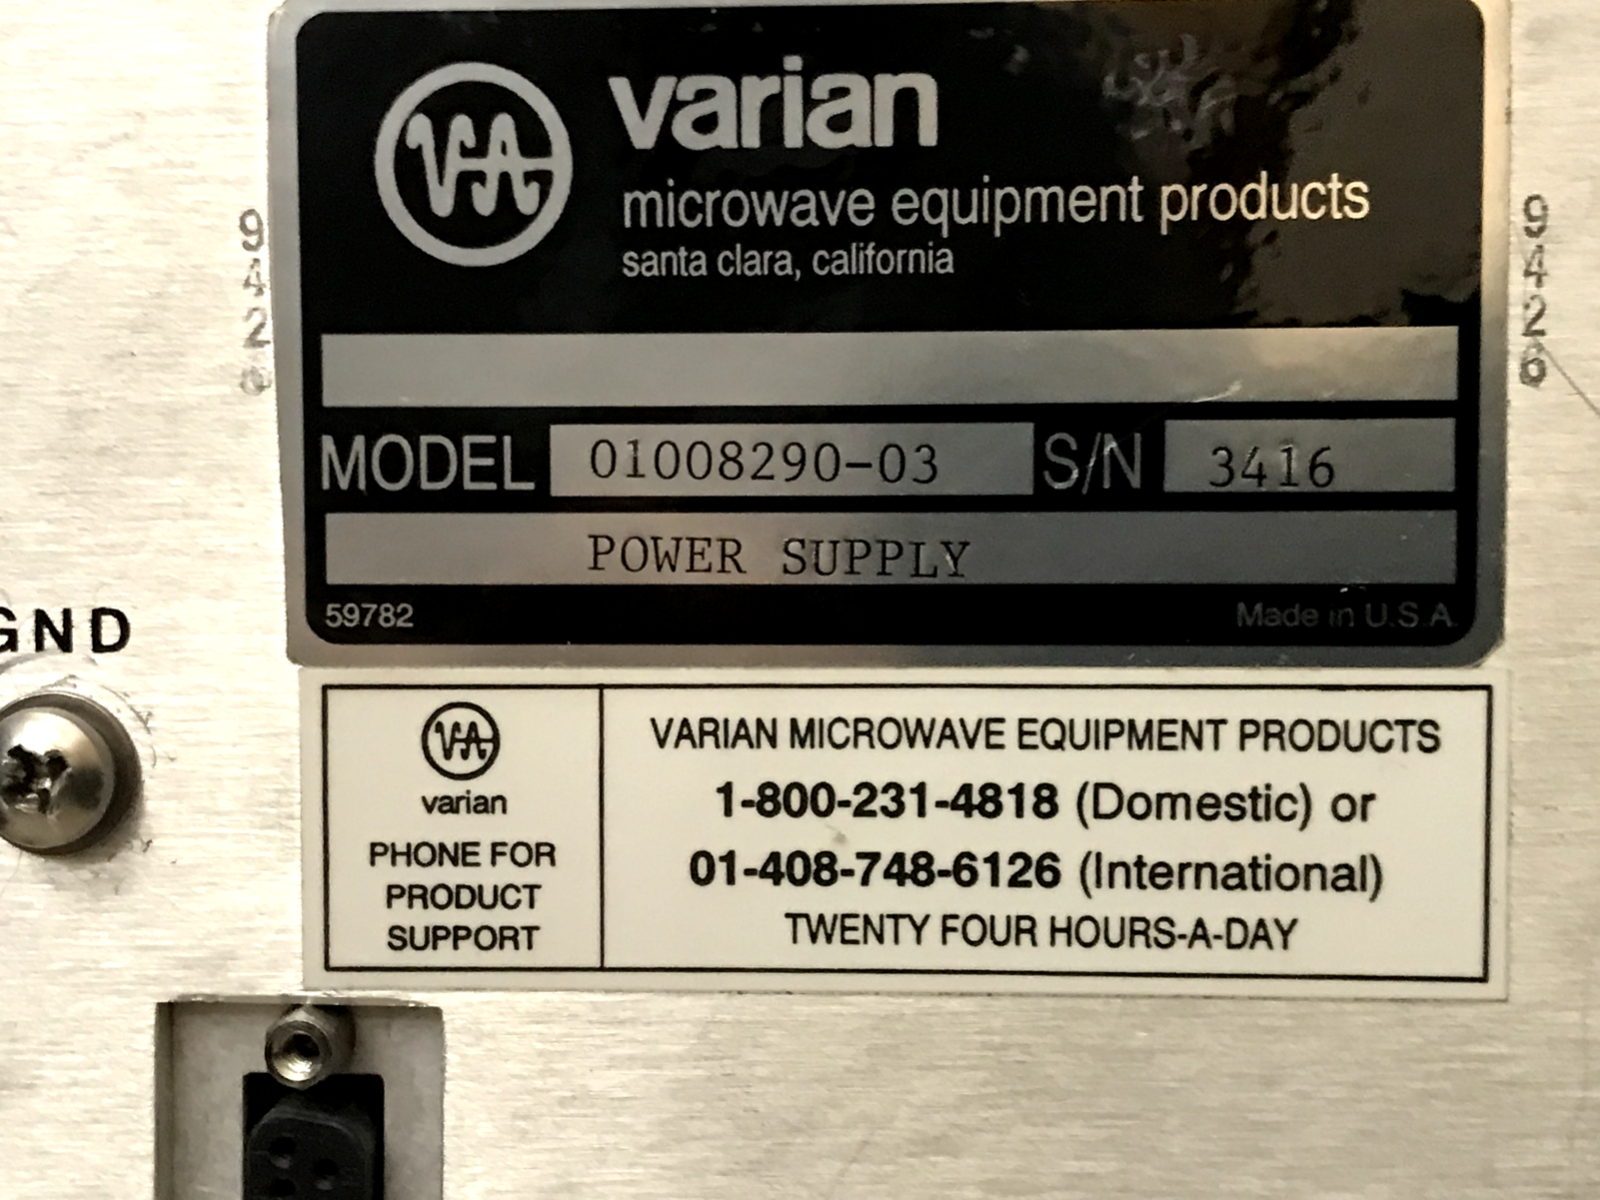 VA
varian
microwave equipment products
santa clara, california
MODEL 01008290-03 S/N 3416
POWER SUPPLY
59782 Made in U.S.A.
GND
VA
varian
PHONE FOR
PRODUCT
SUPPORT
VARIAN MICROWAVE EQUIPMENT PRODUCTS
1-800-231-4818 (Domestic) or
01-408-748-6126 (International)
TWENTY FOUR HOURS-A-DAY